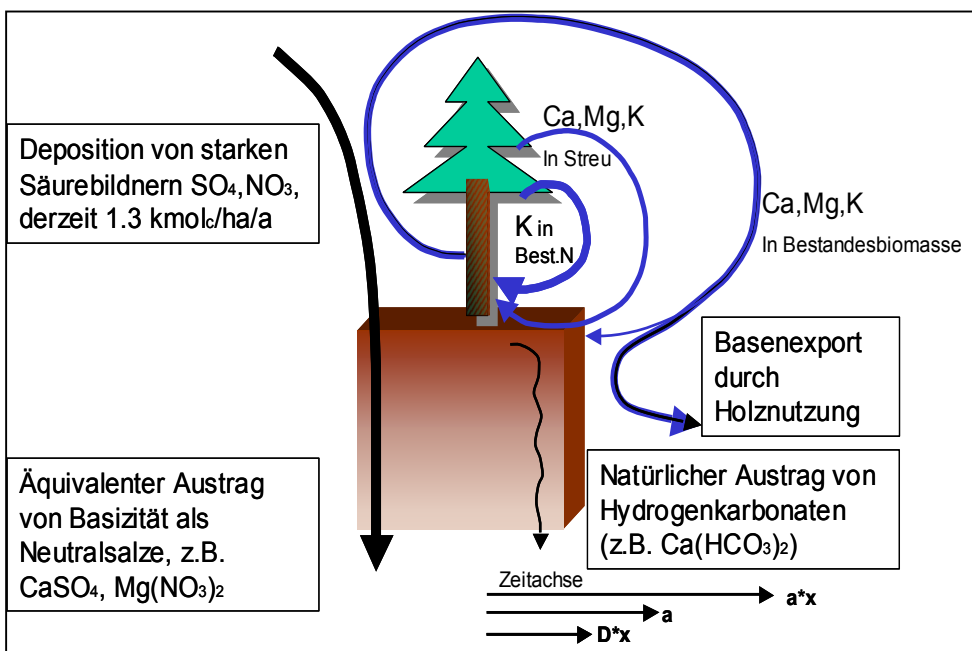 Deposition von starken
Säurebildnern SO₄,NO₃,
derzeit 1.3 kmolc/ha/a
Ca,Mg,K
In Streu
K in
Best.N
Ca,Mg,K
In Bestandesbiomasse
Basenexport
durch
Holznutzung
Äquivalenter Austrag
von Basizität als
Neutralsalze, z.B.
CaSO₄, Mg(NO₃)₂
Natürlicher Austrag von
Hydrogenkarbonaten
(z.B. Ca(HCO₃)₂)
Zeitachse
a*x
a
D*x